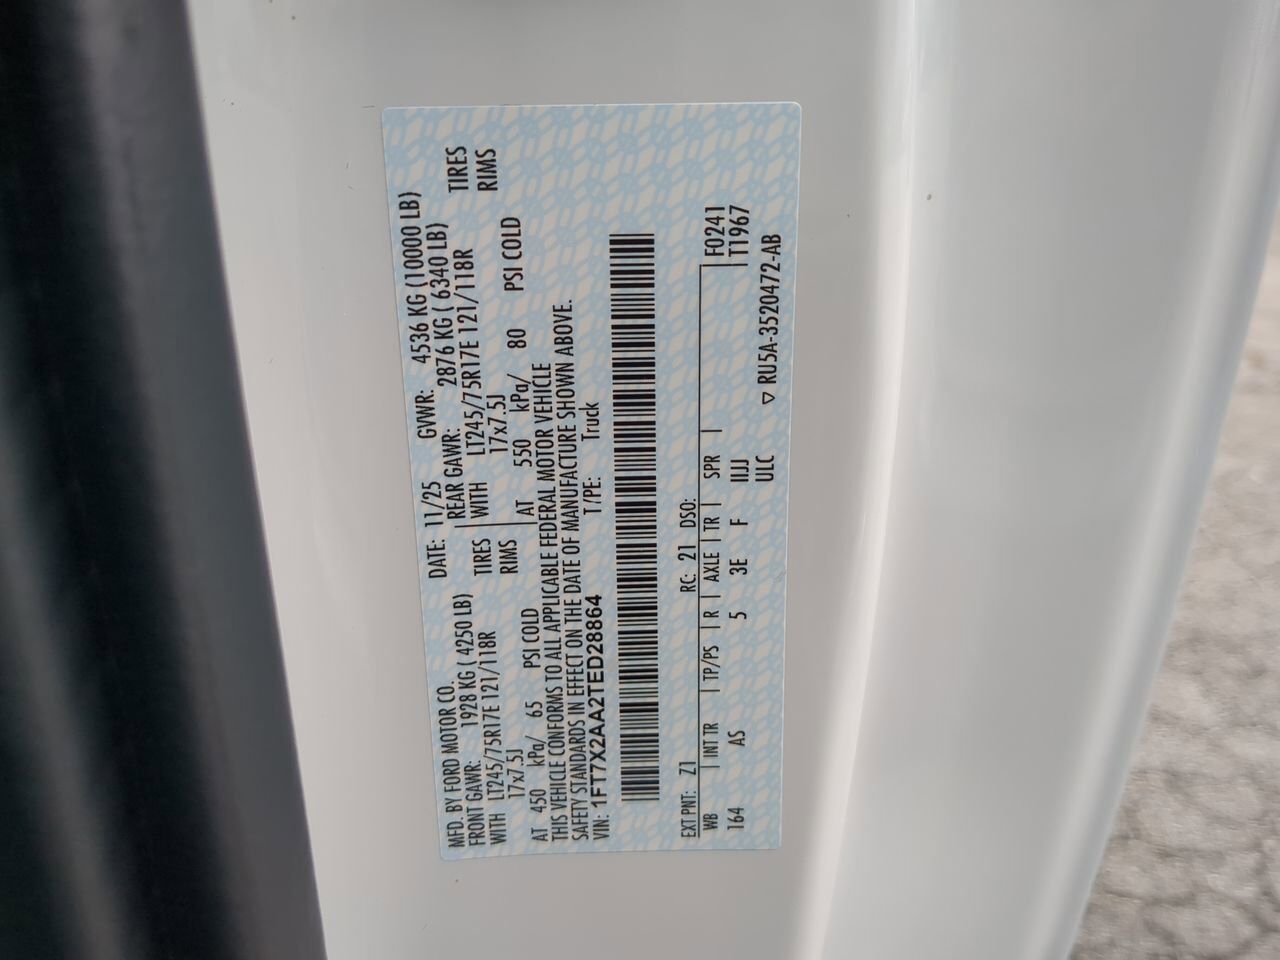 MFD. BY FORD MOTOR CO. DATE: 11/25 GVWR: 4536 KG (10000 LB)
FRONT GAWR: 1928 KG ( 4250 LB) REAR GAWR: 2876 KG ( 6340 LB)
WITH LT245/75R17E 121/118R TIRES WITH LT245/75R17E 121/118R TIRES
17x7.5J RIMS 17x7.5J RIMS
AT 450 kPa/ 65 PSI COLD AT 550 kPa/ 80 PSI COLD
THIS VEHICLE CONFORMS TO ALL APPLICABLE FEDERAL MOTOR VEHICLE
SAFETY STANDARDS IN EFFECT ON THE DATE OF MANUFACTURE SHOWN ABOVE.
VIN: 1FT7X2AA2TED28864 T/PE: Truck
EXT PNT: Z1 RC: 21 DSO:
WB | INT TR | TP/PS | R | AXLE | TR | SPR | F0241
164 AS 5 3E F IIJJ T1967
ULC ▽ RU5A-3520472-AB